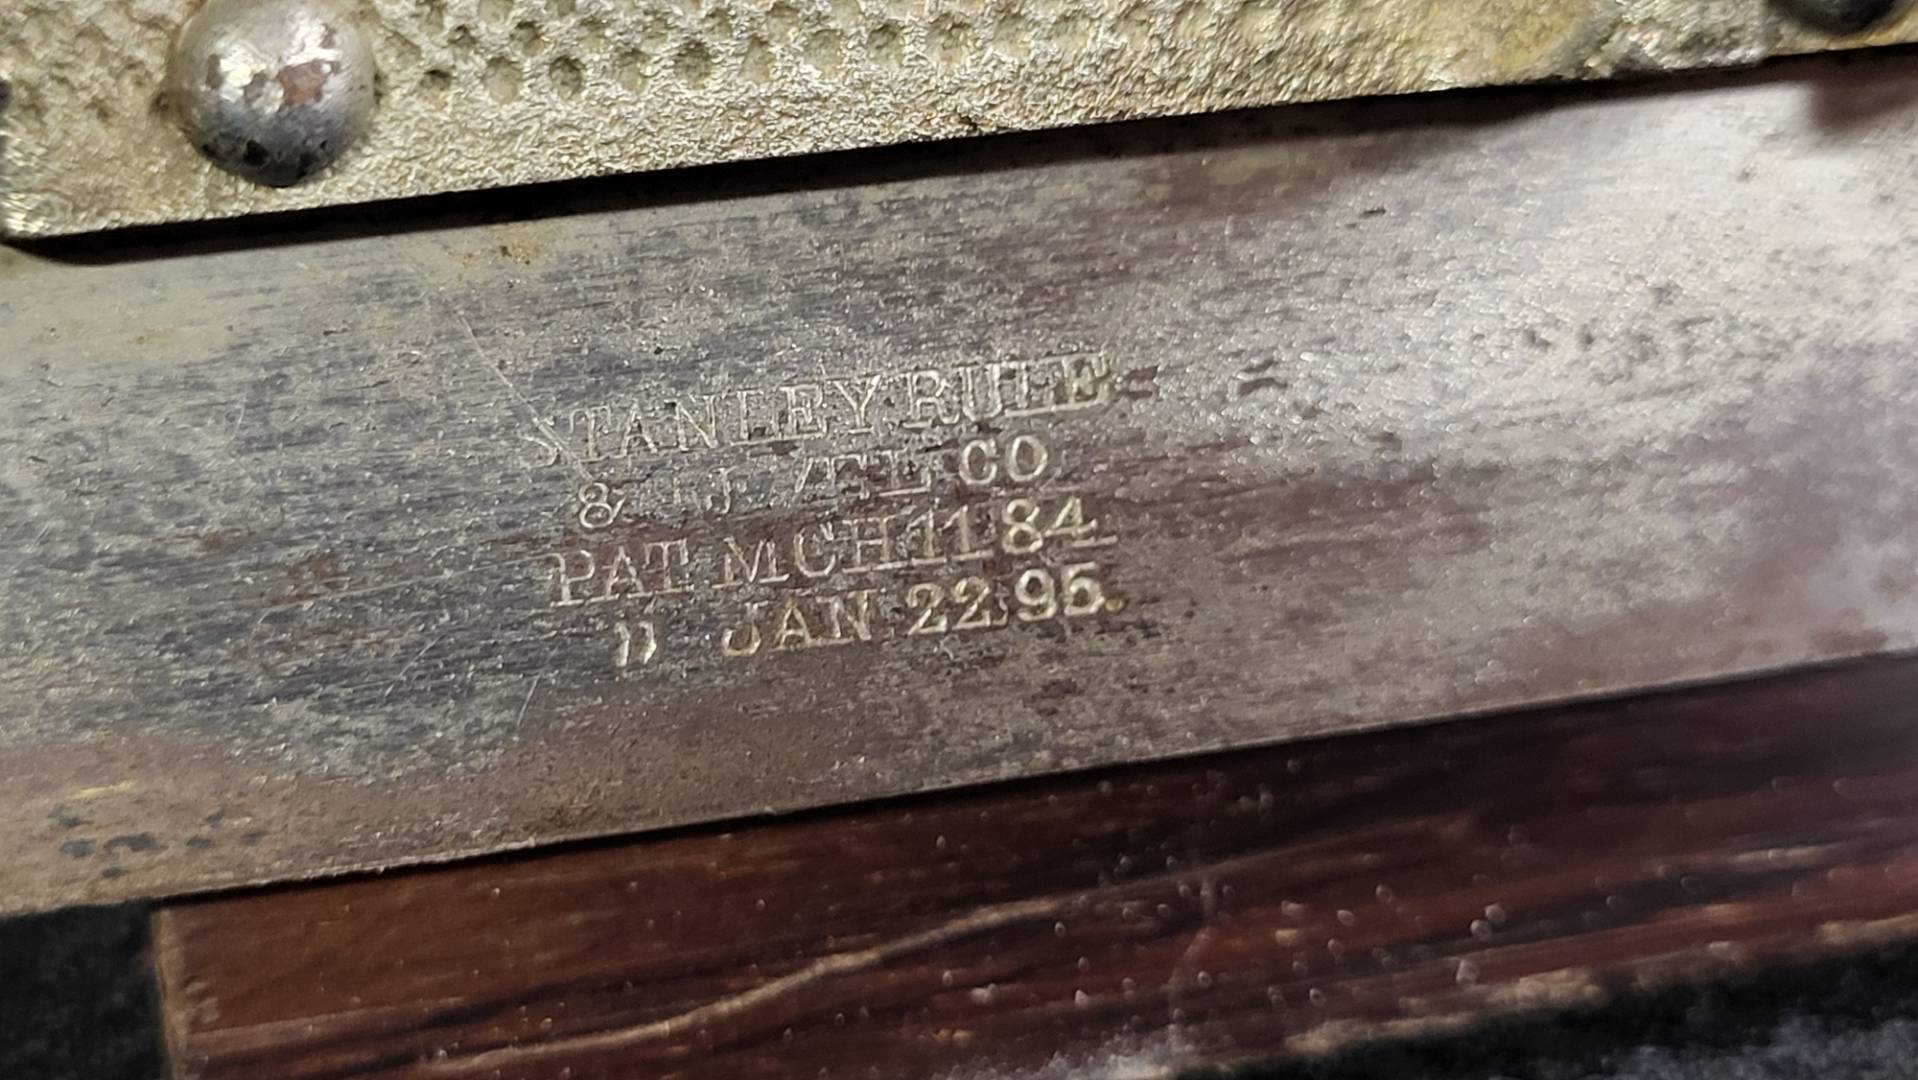 STANLEY RULE
& LEVEL CO
PAT MCH 11 84.
" JAN. 22. 95.